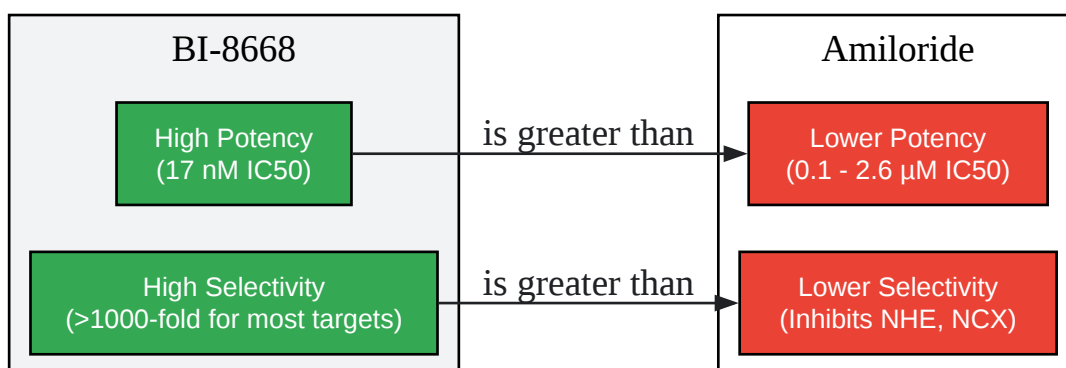 BI-8668
Amiloride
High Potency
(17 nM IC50)
is greater than
Lower Potency
(0.1 - 2.6 µM IC50)
High Selectivity
(>1000-fold for most targets)
is greater than
Lower Selectivity
(Inhibits NHE, NCX)